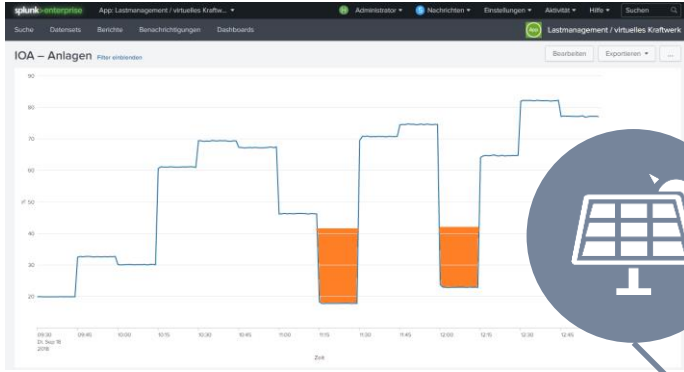 splunk>enterprise App: Lastmanagement / virtuelles Kraftw... Administrator Nachrichten Einstellungen Aktivität Hilfe Suchen
Suche Datensets Berichte Benachrichtigungen Dashboards App Lastmanagement / virtuelles Kraftwerk
IOA – Anlagen Filter einblenden Bearbeiten Exportieren ...
90
80
70
60
% 50
40
30
20
09:30 09:45 10:00 10:15 10:30 10:45 11:00 11:15 11:30 11:45 12:00 12:15 12:30 12:45
Di. Sep 18
2018
Zeit